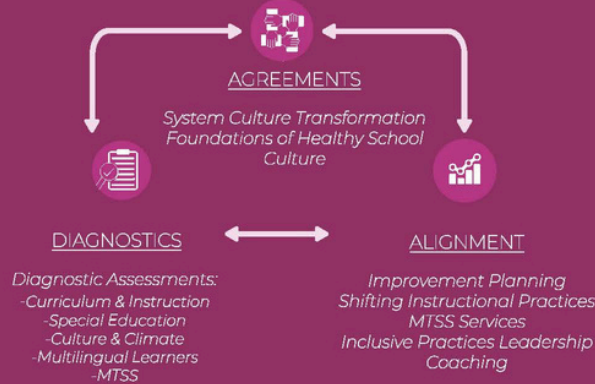 AGREEMENTS
System Culture Transformation
Foundations of Healthy School
Culture
DIAGNOSTICS
Diagnostic Assessments:
-Curriculum & Instruction
-Special Education
-Culture & Climate
-Multilingual Learners
-MTSS
ALIGNMENT
Improvement Planning
Shifting Instructional Practices
MTSS Services
Inclusive Practices Leadership
Coaching